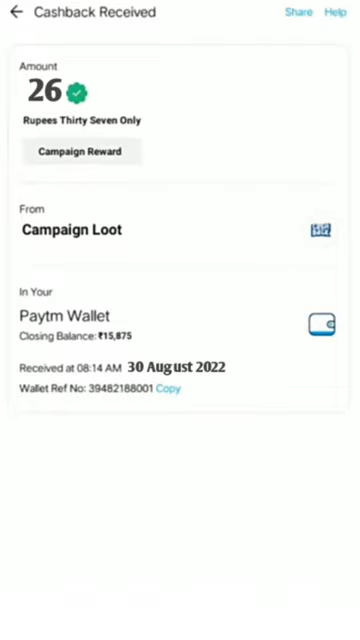 Cashback Received Share Help
Amount
26
Rupees Thirty Seven Only
Campaign Reward
From
Campaign Loot
In Your
Paytm Wallet
Closing Balance: ₹15,875
Received at 08:14 AM 30 August 2022
Wallet Ref No: 39482188001 Copy